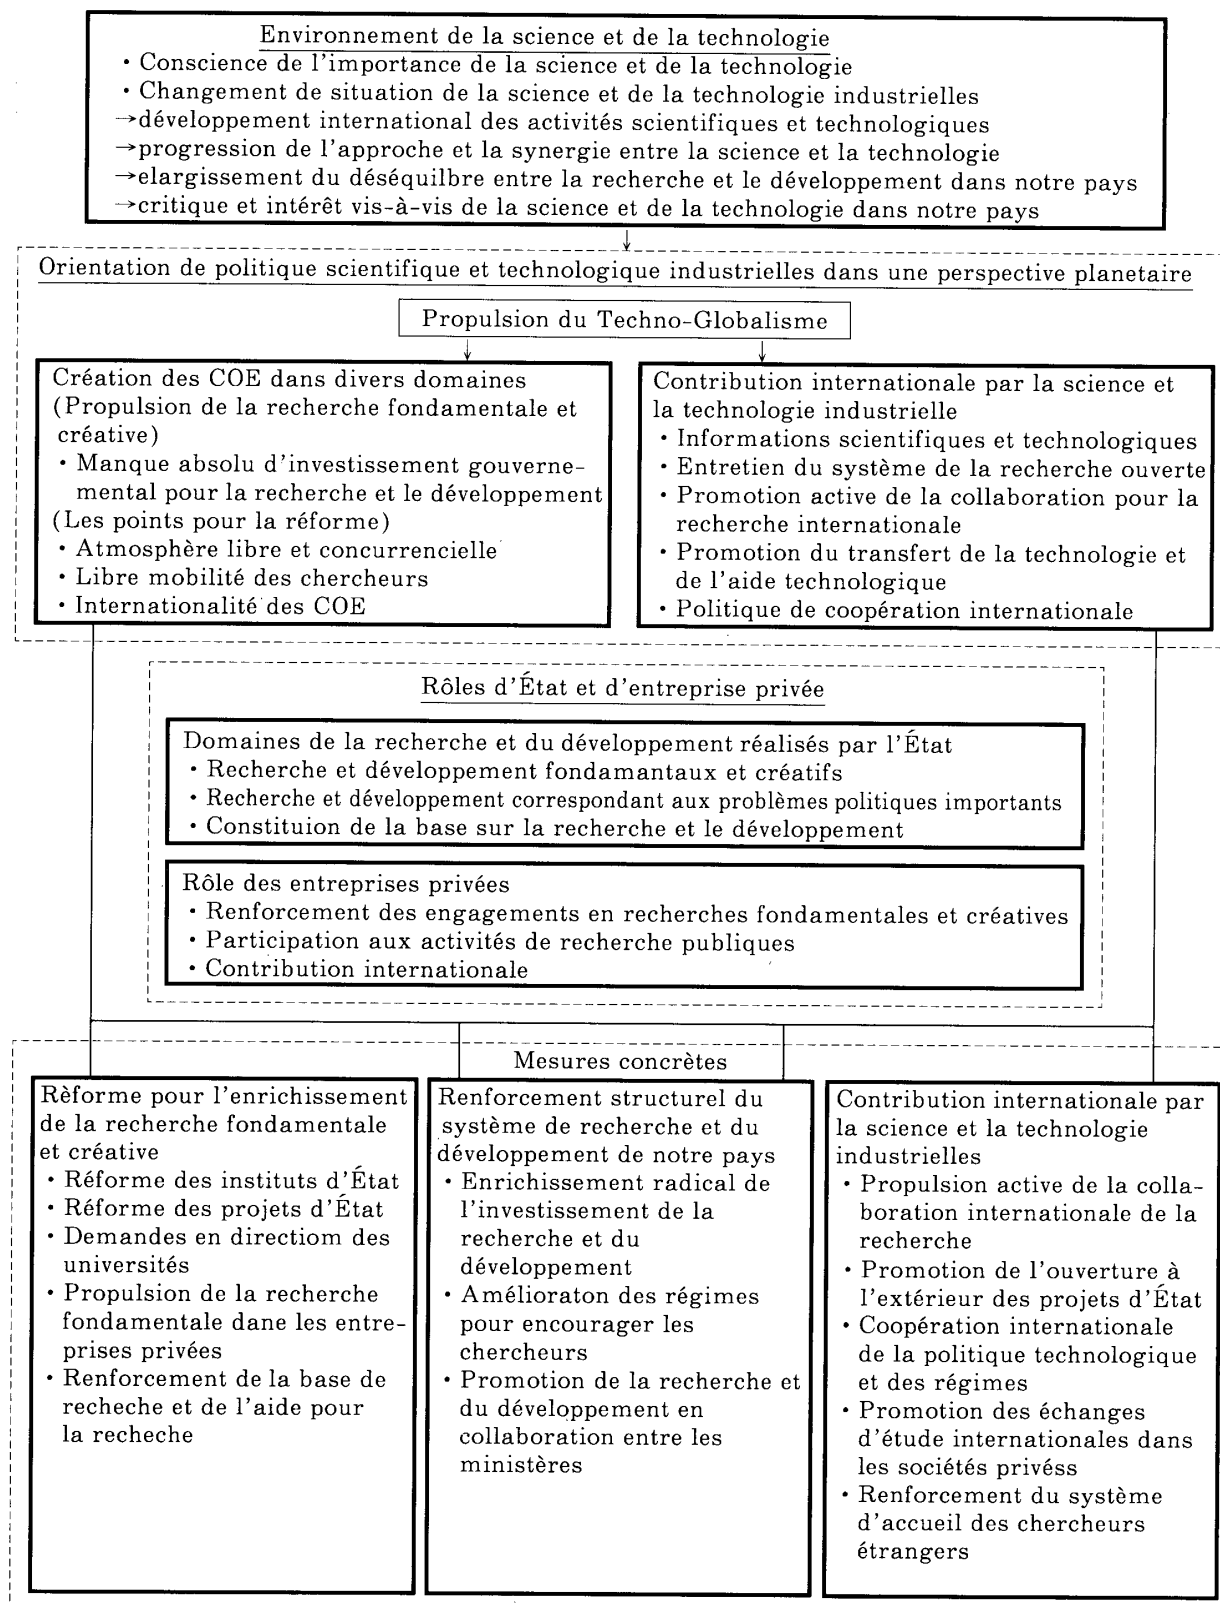 Environnement de la science et de la technologie
・Conscience de l'importance de la science et de la technologie
・Changement de situation de la science et de la technologie industrielles
→développement international des activités scientifiques et technologiques
→progression de l'approche et la synergie entre la science et la technologie
→elargissement du déséquilbre entre la recherche et le développement dans notre pays
→critique et intérêt vis-à-vis de la science et de la technologie dans notre pays
Orientation de politique scientifique et technologique industrielles dans une perspective planetaire
Propulsion du Techno-Globalisme
Création des COE dans divers domaines
(Propulsion de la recherche fondamentale et
créative)
・Manque absolu d'investissement gouverne-
mental pour la recherche et le développement
(Les points pour la réforme)
・Atmosphère libre et concurrencielle
・Libre mobilité des chercheurs
・Internationalité des COE
Contribution internationale par la science et
la technologie industrielle
・Informations scientifiques et technologiques
・Entretien du système de la recherche ouverte
・Promotion active de la collaboration pour la
recherche internationale
・Promotion du transfert de la technologie et
de l'aide technologique
・Politique de coopération internationale
Rôles d'État et d'entreprise privée
Domaines de la recherche et du développement réalisés par l'État
・Recherche et développement fondamantaux et créatifs
・Recherche et développement correspondant aux problèmes politiques importants
・Constituion de la base sur la recherche et le développement
Rôle des entreprises privées
・Renforcement des engagements en recherches fondamentales et créatives
・Participation aux activités de recherche publiques
・Contribution internationale
Mesures concrètes
Rèforme pour l'enrichissement
de la recherche fondamentale
et créative
・Réforme des instituts d'État
・Réforme des projets d'État
・Demandes en directiom des
universités
・Propulsion de la recherche
fondamentale dane les entre-
prises privées
・Renforcement de la base de
recheche et de l'aide pour
la recheche
Renforcement structurel du
système de recherche et du
développement de notre pays
・Enrichissement radical de
l'investissement de la
recherche et du
développement
・Amélioraton des régimes
pour encourager les
chercheurs
・Promotion de la recherche et
du développement en
collaboration entre les
ministères
Contribution internationale par
la science et la technologie
industrielles
・Propulsion active de la colla-
boration internationale de la
recherche
・Promotion de l'ouverture à
l'extérieur des projets d'État
・Coopération internationale
de la politique technologique
et des régimes
・Promotion des échanges
d'étude internationales dans
les sociétés privéss
・Renforcement du système
d'accueil des chercheurs
étrangers